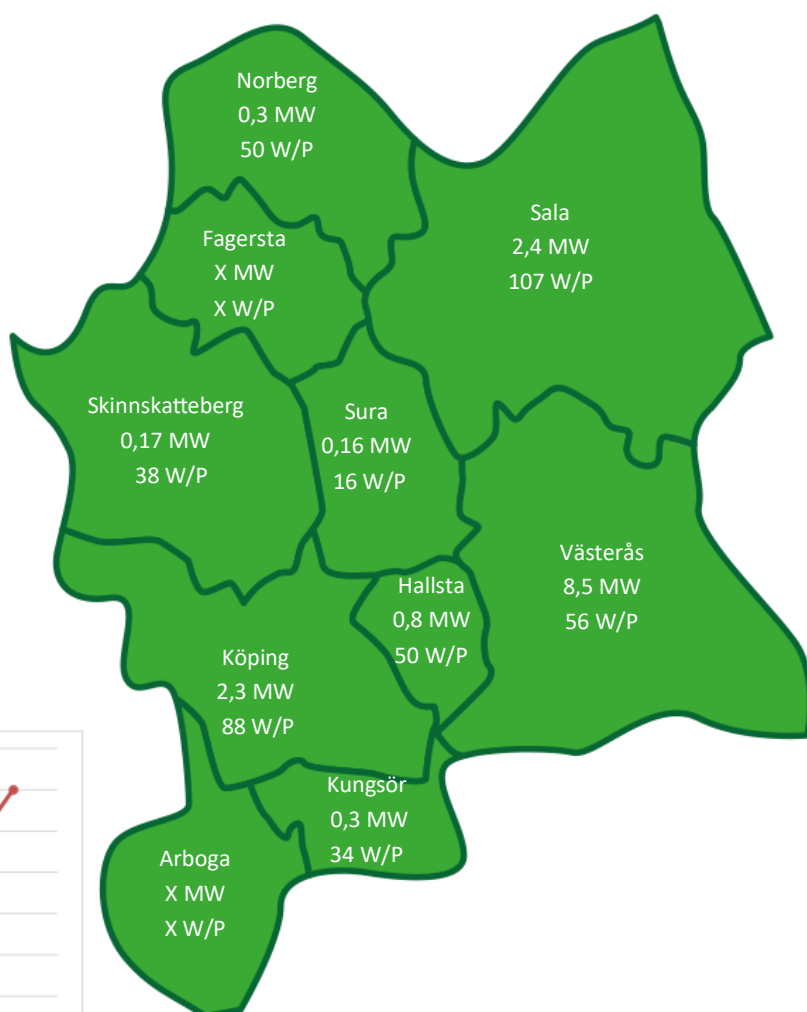 Norberg
0,3 MW
50 W/P
Sala
2,4 MW
107 W/P
Fagersta
X MW
X W/P
Skinnskatteberg
0,17 MW
38 W/P
Sura
0,16 MW
16 W/P
Västerås
8,5 MW
56 W/P
Hallsta
0,8 MW
50 W/P
Köping
2,3 MW
88 W/P
Kungsör
0,3 MW
34 W/P
Arboga
X MW
X W/P